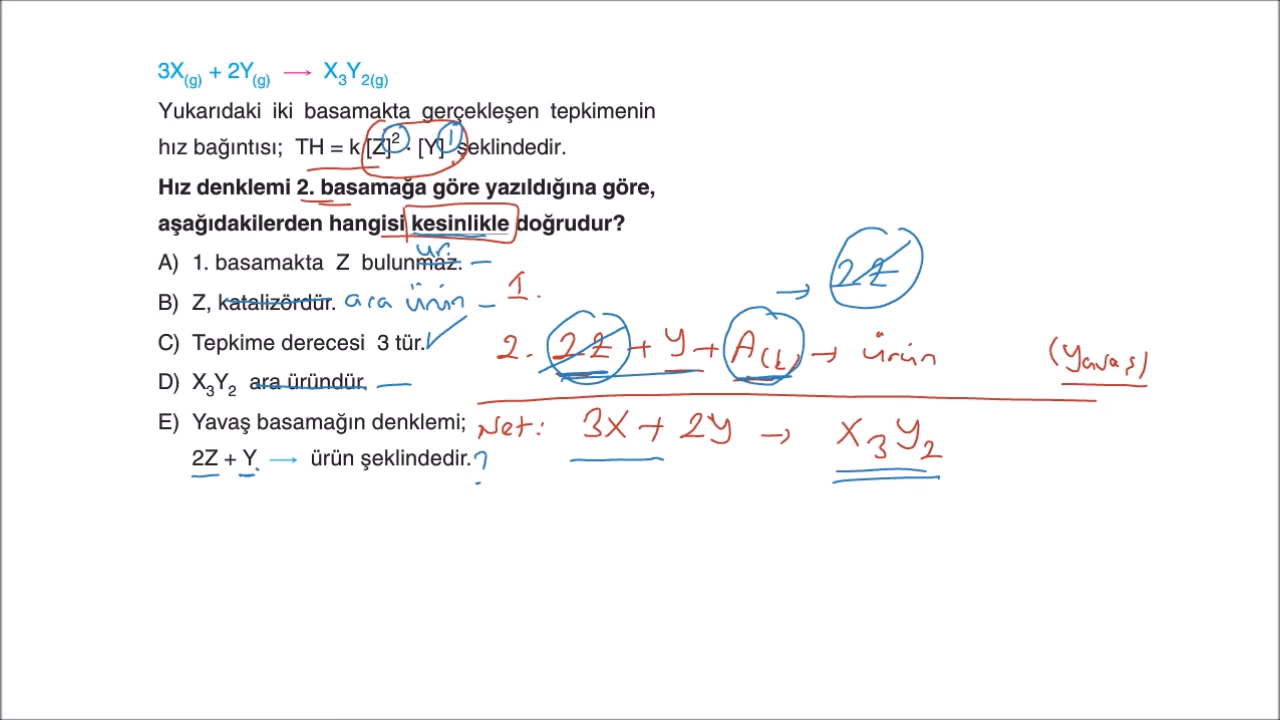 3X(g) + 2Y(g) → X3Y2(g)
Yukarıdaki iki basamakta gerçekleşen tepkimenin
hız bağıntısı; TH = k [Z]2 · [Y]1 şeklindedir.
Hız denklemi 2. basamağa göre yazıldığına göre,
aşağıdakilerden hangisi kesinlikle doğrudur?
A) 1. basamakta Z bulunmaz. ur.
B) Z, katalizördür. ara ürün
C) Tepkime derecesi 3 tür.
D) X3Y2 ara üründür.
E) Yavaş basamağın denklemi;
2Z + Y → ürün şeklindedir. ?
1. → 2Z
2. 2Z + Y + A(k) → ürün (Yavaş)
Net: 3X + 2Y → X3Y2